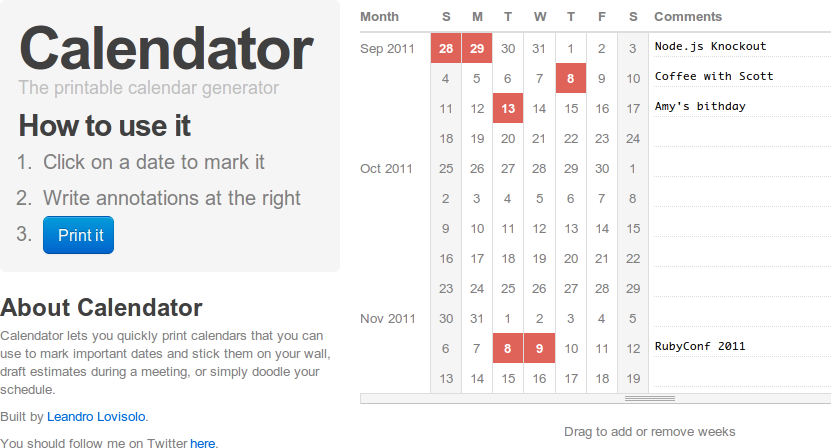 Calendator
The printable calendar generator
How to use it
1. Click on a date to mark it
2. Write annotations at the right
3. Print it
About Calendator
Calendator lets you quickly print calendars that you can
use to mark important dates and stick them on your wall,
draft estimates during a meeting, or simply doodle your
schedule.
Built by Leandro Lovisolo.
You should follow me on Twitter here.
Month S M T W T F S Comments
Sep 2011 28 29 30 31 1 2 3 Node.js Knockout
4 5 6 7 8 9 10 Coffee with Scott
11 12 13 14 15 16 17 Amy's bithday
18 19 20 21 22 23 24
Oct 2011 25 26 27 28 29 30 1
2 3 4 5 6 7 8
9 10 11 12 13 14 15
16 17 18 19 20 21 22
23 24 25 26 27 28 29
Nov 2011 30 31 1 2 3 4 5
6 7 8 9 10 11 12 RubyConf 2011
13 14 15 16 17 18 19
Drag to add or remove weeks